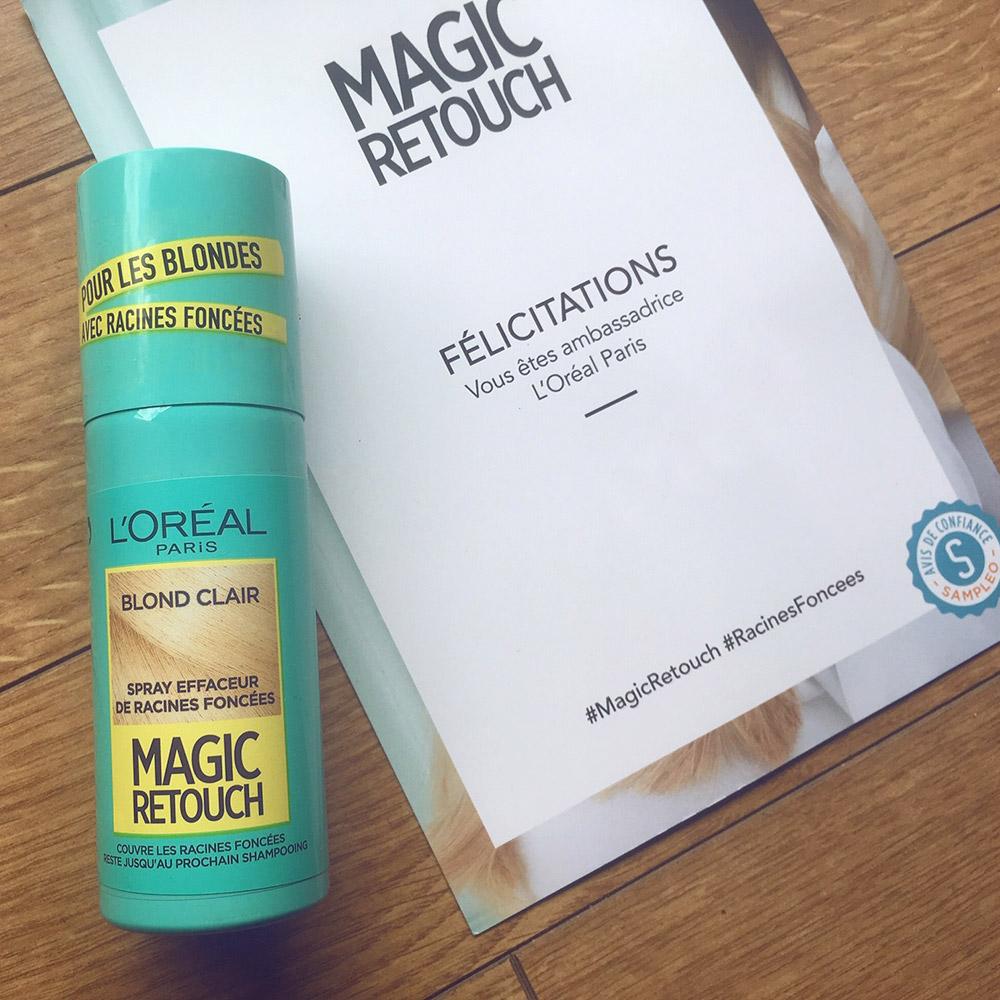 POUR LES BLONDES
AVEC RACINES FONCÉES
L'ORÉAL
PARiS
BLOND CLAIR
SPRAY EFFACEUR
DE RACINES FONCÉES
MAGIC
RETOUCH
COUVRE LES RACINES FONCÉES
RESTE JUSQU'AU PROCHAIN SHAMPOOING
MAGIC
RETOUCH
FÉLICITATIONS
Vous êtes ambassadrice
L'Oréal Paris
#MagicRetouch #RacinesFoncees
AVIS DE CONFIANCE
S
- SAMPLEO -